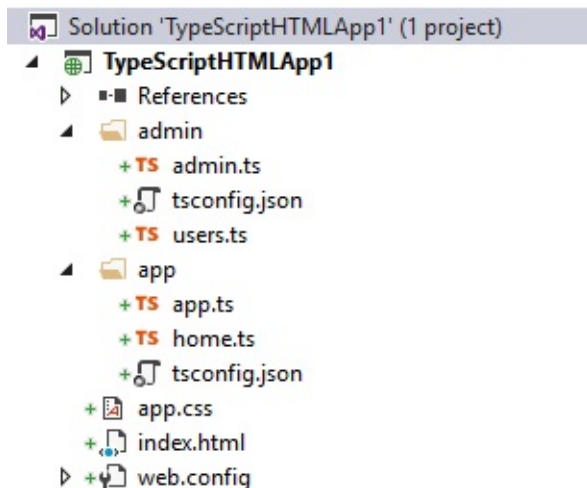 Solution 'TypeScriptHTMLApp1' (1 project)
TypeScriptHTMLApp1
References
admin
TS admin.ts
tsconfig.json
TS users.ts
app
TS app.ts
TS home.ts
tsconfig.json
app.css
index.html
web.config